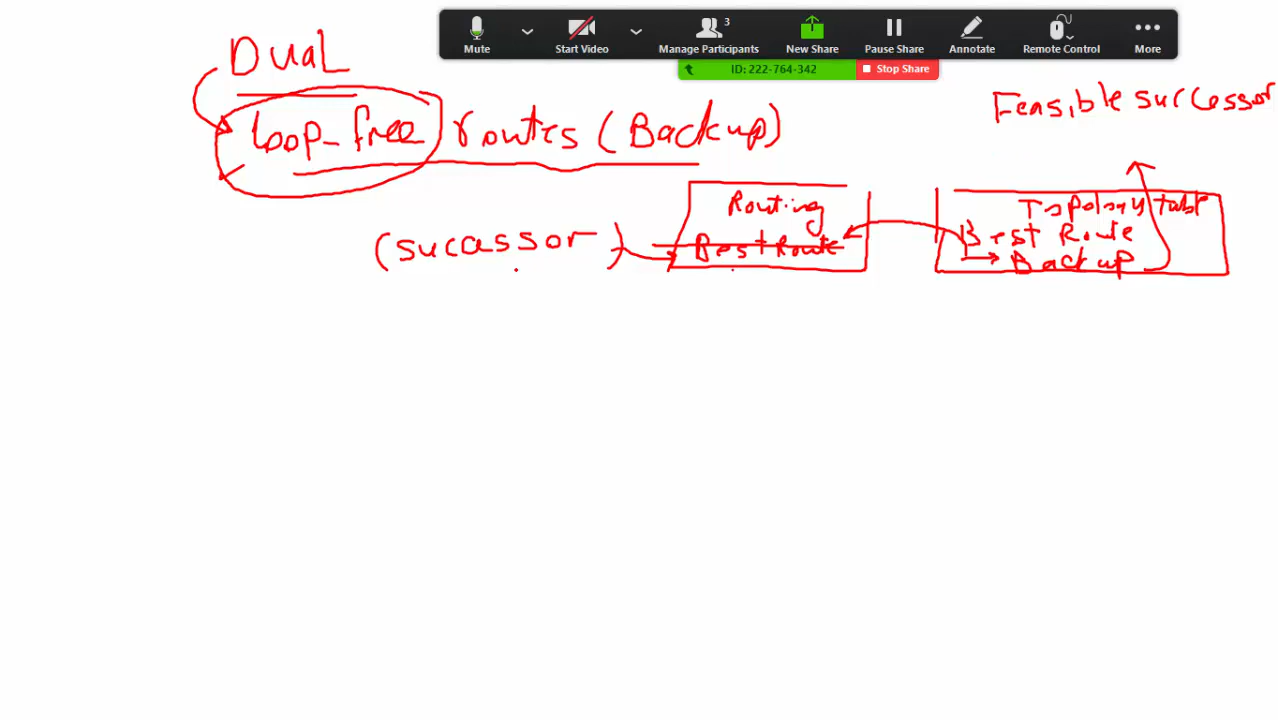 3
Mute
Start Video
Manage Participants
New Share
Pause Share
Annotate
Remote Control
More
ID: 222-764-342
Stop Share
DUAL
loop-free routes (Backup)
Feasible successor
Routing
Topology table
(sucassor)
Best Route
Best Route
Backup